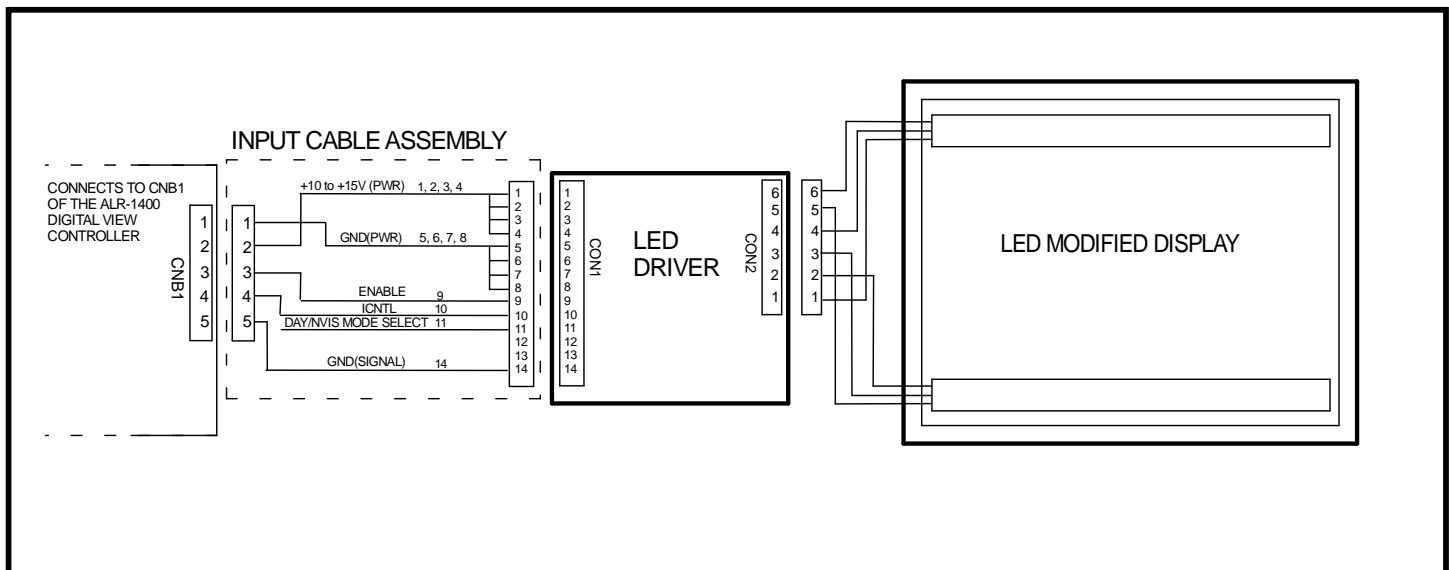 INPUT CABLE ASSEMBLY
CONNECTS TO CNB1
OF THE ALR-1400
DIGITAL VIEW
CONTROLLER
CNB1
1
2
3
4
5
1
2
3
4
5
+10 to +15V (PWR) 1, 2, 3, 4
GND(PWR) 5, 6, 7, 8
ENABLE 9
ICNTL 10
DAY/NVIS MODE SELECT 11
GND(SIGNAL) 14
1
2
3
4
5
6
7
8
9
10
11
12
13
14
1
2
3
4
5
6
7
8
9
10
11
12
13
14
CON1
LED
DRIVER
CON2
6
5
4
3
2
1
6
5
4
3
2
1
LED MODIFIED DISPLAY